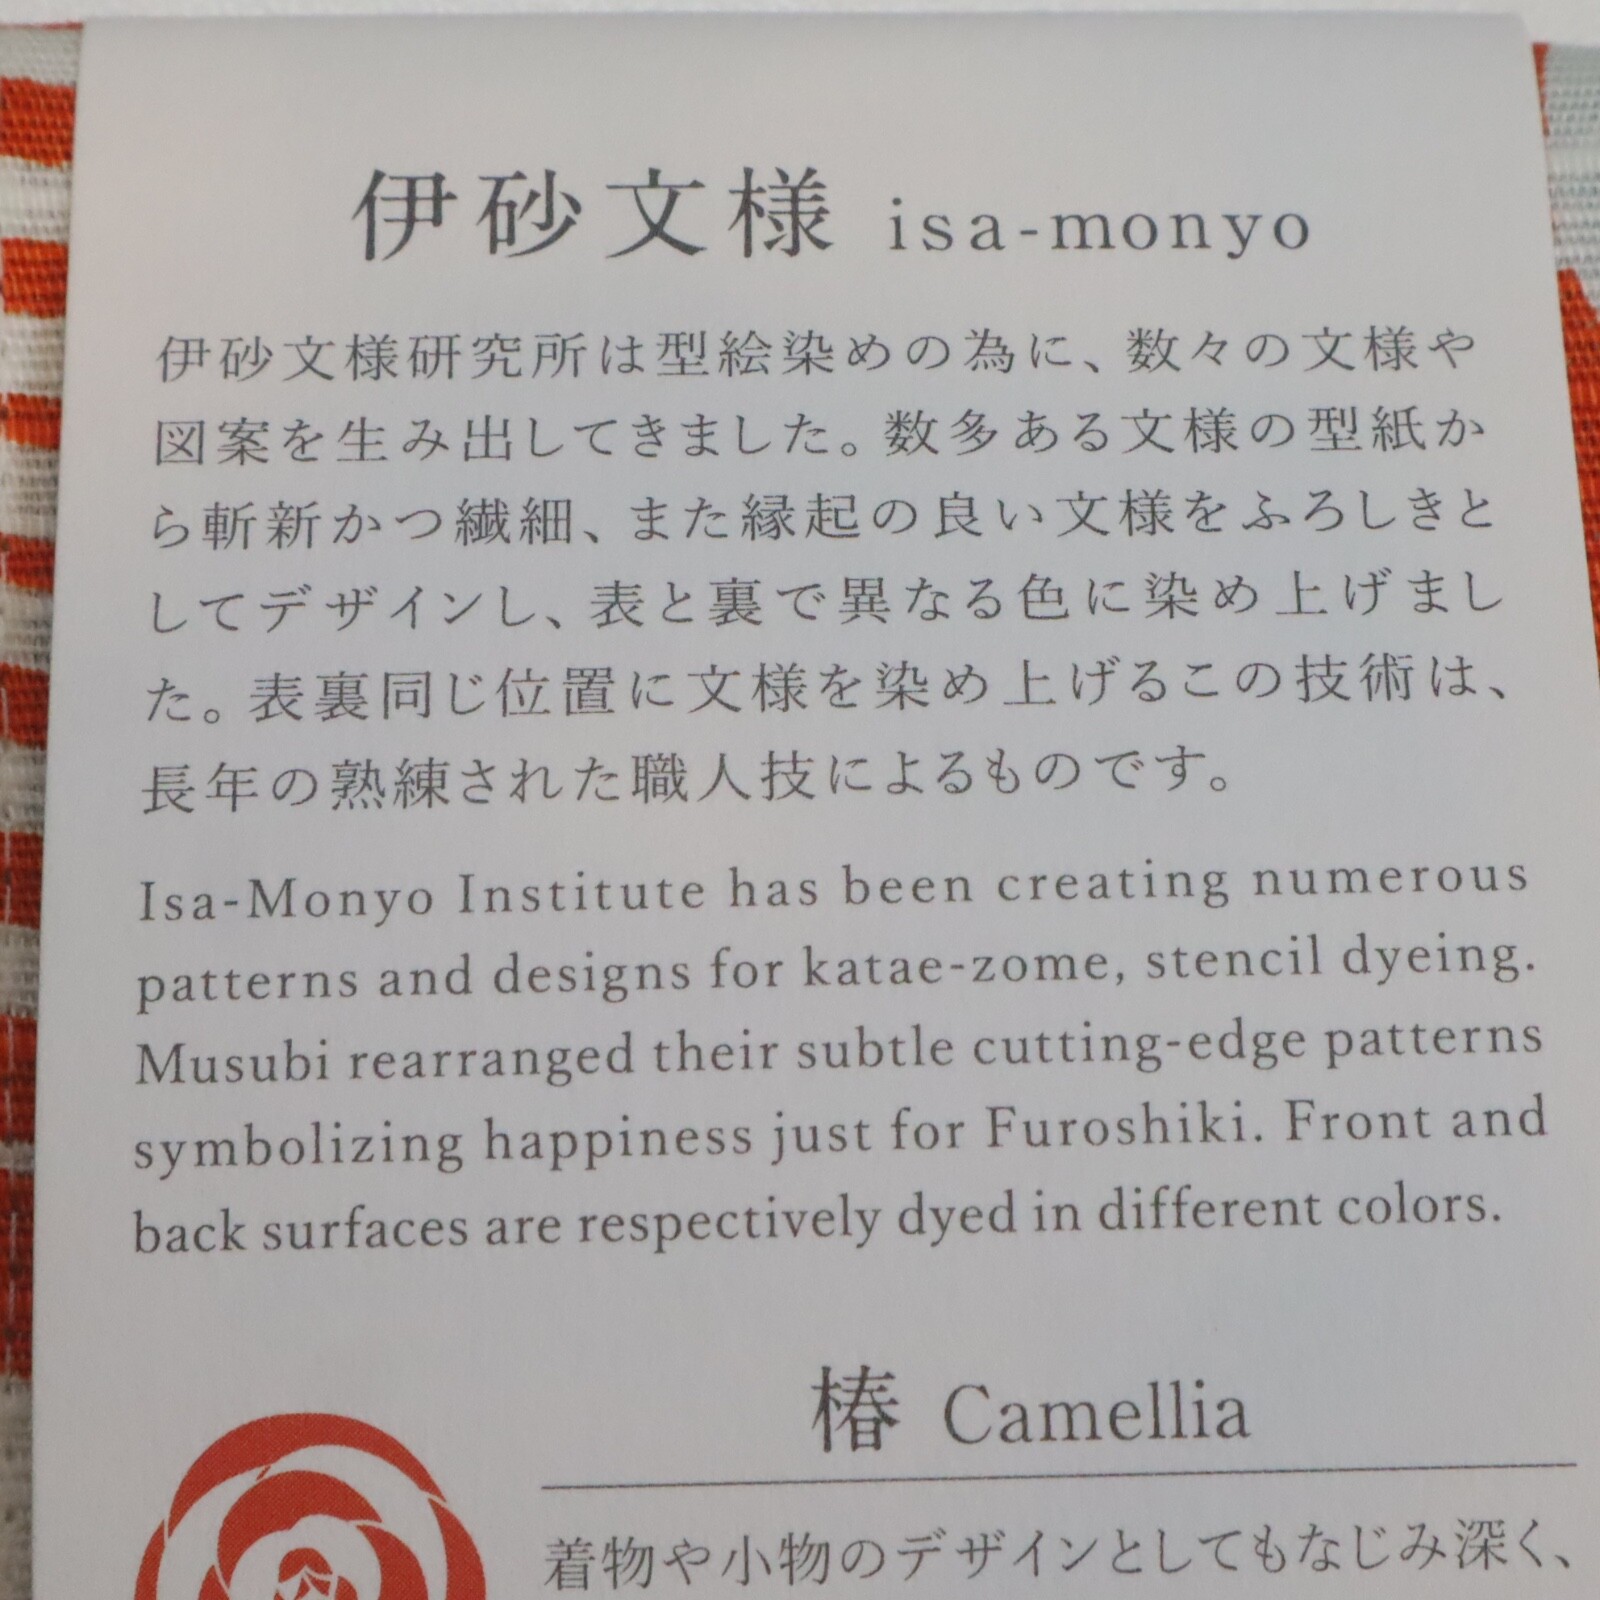 伊砂文様 isa-monyo
伊砂文様研究所は型絵染めの為に、数々の文様や
図案を生み出してきました。数多ある文様の型紙か
ら斬新かつ繊細、また縁起の良い文様をふろしきと
してデザインし、表と裏で異なる色に染め上げまし
た。表裏同じ位置に文様を染め上げるこの技術は、
長年の熟練された職人技によるものです。
Isa-Monyo Institute has been creating numerous
patterns and designs for katae-zome, stencil dyeing.
Musubi rearranged their subtle cutting-edge patterns
symbolizing happiness just for Furoshiki. Front and
back surfaces are respectively dyed in different colors.
椿 Camellia
着物や小物のデザインとしてもなじみ深く、